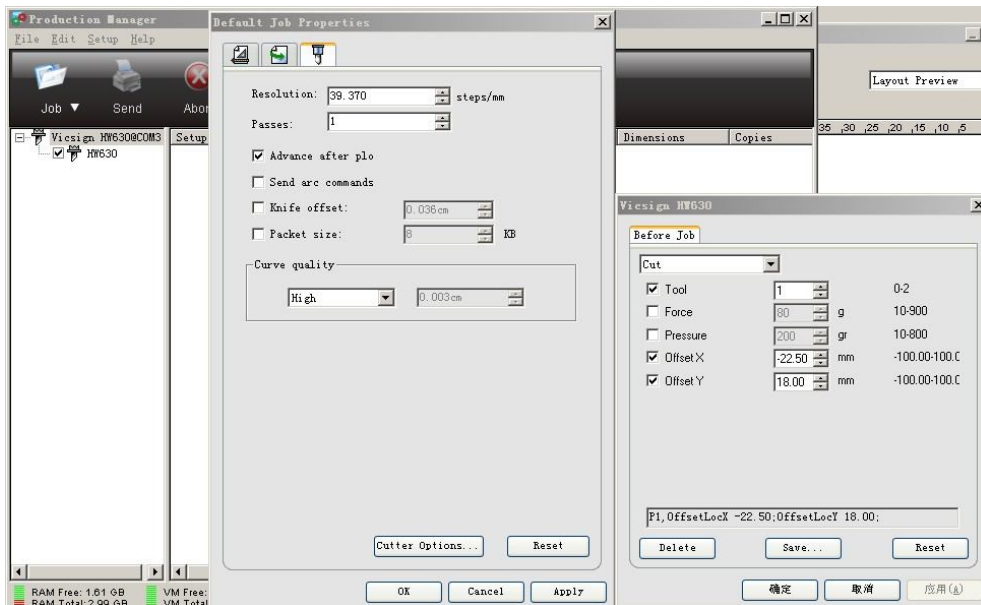 Production Manager
File Edit Setup Help
Job Send Abor
Vicsign HW630@COM3
HW630
Setup
RAM Free: 1.61 GB VM Free:
RAM Total: 2.99 GB VM Total
Default Job Properties
Resolution: 39.370 steps/mm
Passes: 1
Advance after plo
Send arc commands
Knife offset: 0.036cm
Packet size: 8 KB
Curve quality
High 0.003cm
Cutter Options... Reset
OK Cancel Apply
Dimensions Copies
Layout Preview
35 30 25 20 15 10 5
Vicsign HW630
Before Job
Cut
Tool 1 0-2
Force 80 g 10-900
Pressure 200 gr 10-800
Offset X -22.50 mm -100.00-100.0
Offset Y 18.00 mm -100.00-100.0
P1,OffsetLocX -22.50;OffsetLocY 18.00;
Delete Save... Reset
确定 取消 应用(A)